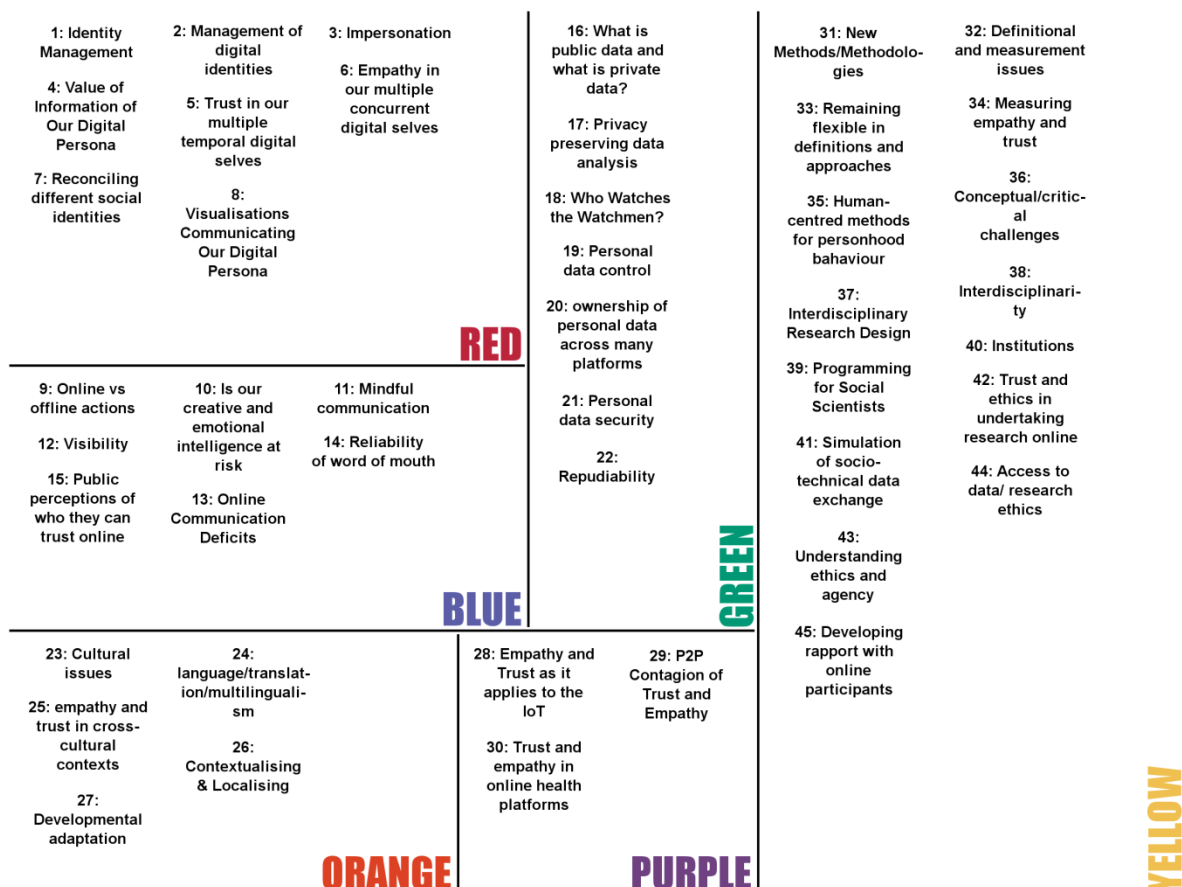 1: Identity
Management
4: Value of
Information of
Our Digital
Persona
7: Reconciling
different social
identities
2: Management of
digital
identities
5: Trust in our
multiple
temporal digital
selves
8:
Visualisations
Communicating
Our Digital
Persona
3: Impersonation
6: Empathy in
our multiple
concurrent
digital selves
RED
9: Online vs
offline actions
12: Visibility
15: Public
perceptions of
who they can
trust online
10: Is our
creative and
emotional
intelligence at
risk
13: Online
Communication
Deficits
11: Mindful
communication
14: Reliability
of word of mouth
BLUE
16: What is
public data and
what is private
data?
17: Privacy
preserving data
analysis
18: Who Watches
the Watchmen?
19: Personal
data control
20: ownership of
personal data
across many
platforms
21: Personal
data security
22:
Repudiability
GREEN
23: Cultural
issues
25: empathy and
trust in cross-
cultural
contexts
27:
Developmental
adaptation
24:
language/translat-
ion/multilinguali-
sm
26:
Contextualising
& Localising
ORANGE
28: Empathy and
Trust as it
applies to the
IoT
30: Trust and
empathy in
online health
platforms
29: P2P
Contagion of
Trust and
Empathy
PURPLE
31: New
Methods/Methodolo-
gies
33: Remaining
flexible in
definitions and
approaches
35: Human-
centred methods
for personhood
bahaviour
37:
Interdisciplinary
Research Design
39: Programming
for Social
Scientists
41: Simulation
of socio-
technical data
exchange
43:
Understanding
ethics and
agency
45: Developing
rapport with
online
participants
32: Definitional
and measurement
issues
34: Measuring
empathy and
trust
36:
Conceptual/critic-
al
challenges
38:
Interdisciplinari-
ty
40: Institutions
42: Trust and
ethics in
undertaking
research online
44: Access to
data/ research
ethics
YELLOW